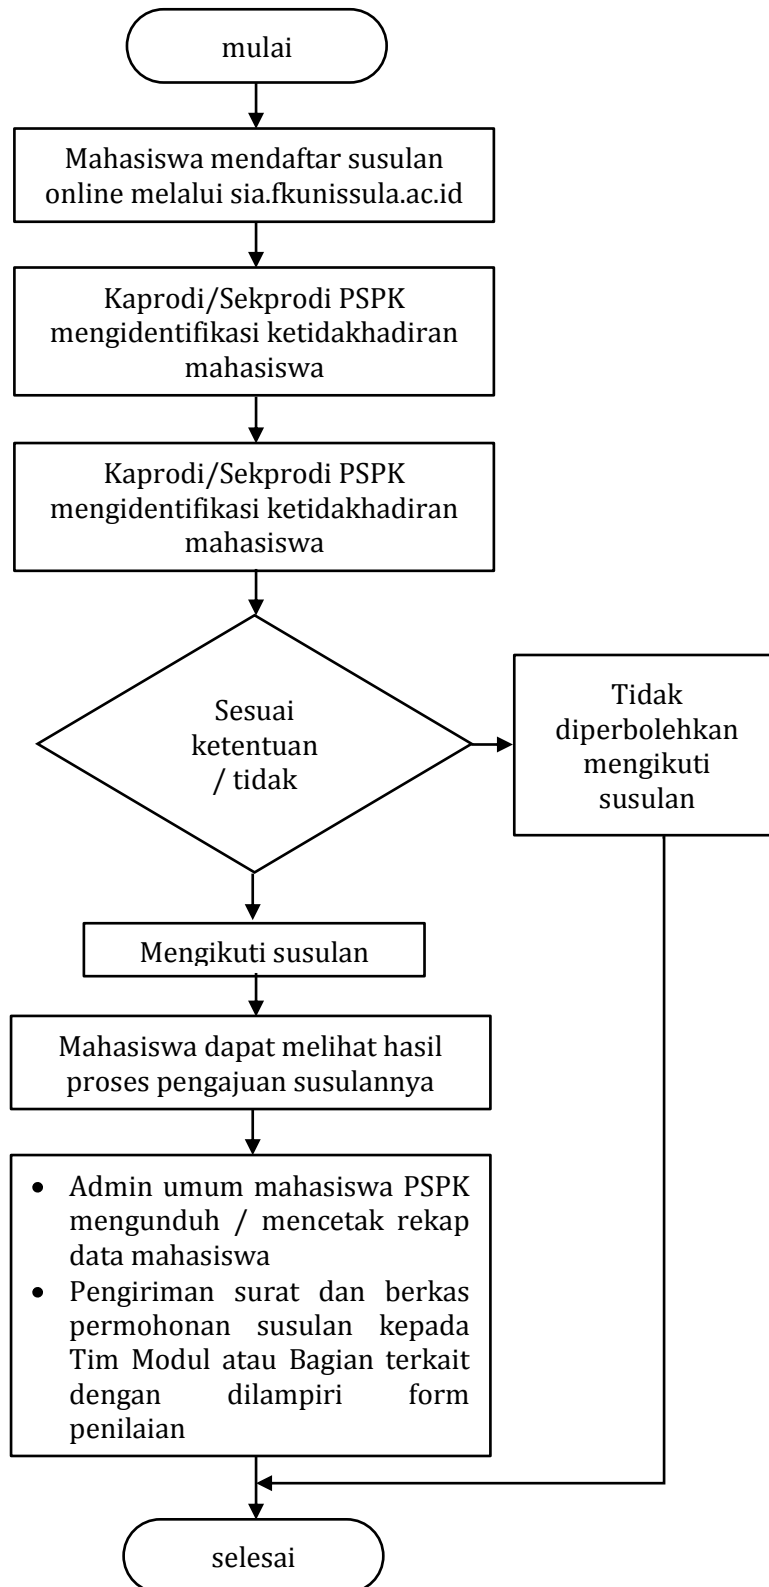 mulai
Mahasiswa mendaftar susulan
online melalui sia.fkunissula.ac.id
Kaprodi/Sekprodi PSPK
mengidentifikasi ketidakhadiran
mahasiswa
Kaprodi/Sekprodi PSPK
mengidentifikasi ketidakhadiran
mahasiswa
Sesuai
ketentuan
/ tidak
Tidak
diperbolehkan
mengikuti
susulan
Mengikuti susulan
Mahasiswa dapat melihat hasil
proses pengajuan susulannya
• Admin umum mahasiswa PSPK
mengunduh / mencetak rekap
data mahasiswa
• Pengiriman surat dan berkas
permohonan susulan kepada
Tim Modul atau Bagian terkait
dengan dilampiri form
penilaian
selesai